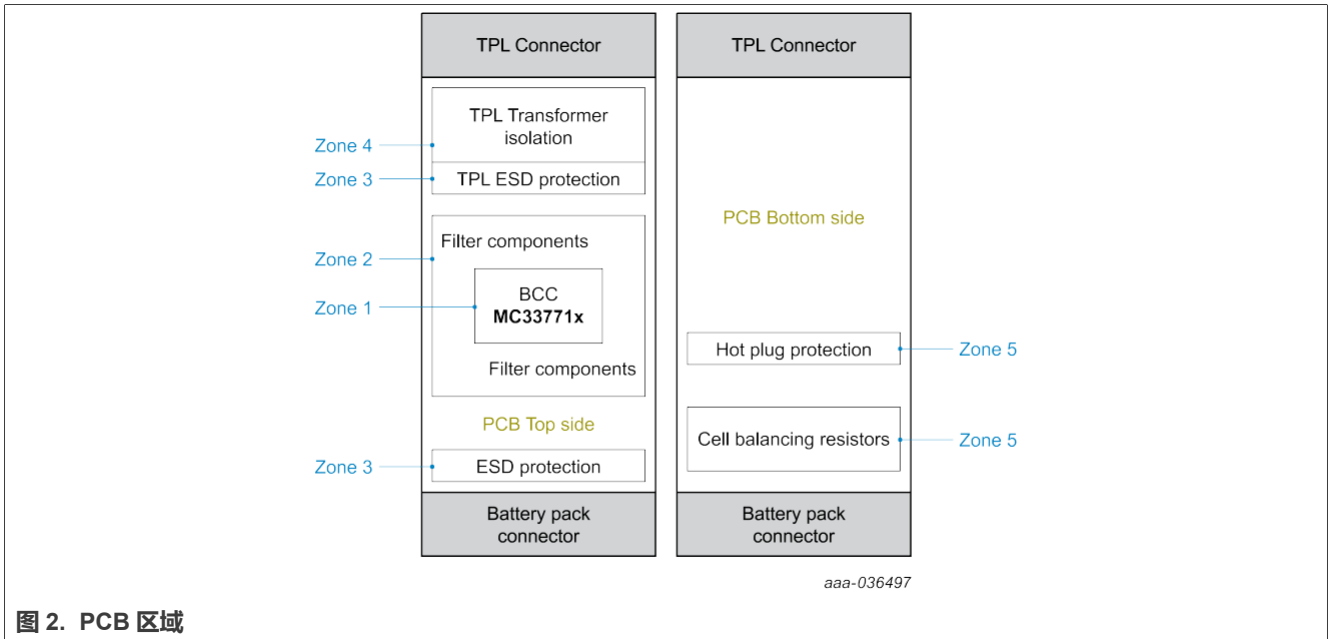 TPL Connector
TPL Transformer
isolation
Zone 4
Zone 3
TPL ESD protection
Filter components
Zone 2
BCC
MC33771x
Zone 1
Filter components
PCB Top side
Zone 3
ESD protection
Battery pack
connector
TPL Connector
PCB Bottom side
Hot plug protection
Zone 5
Cell balancing resistors
Zone 5
Battery pack
connector
aaa-036497
图 2. PCB 区域